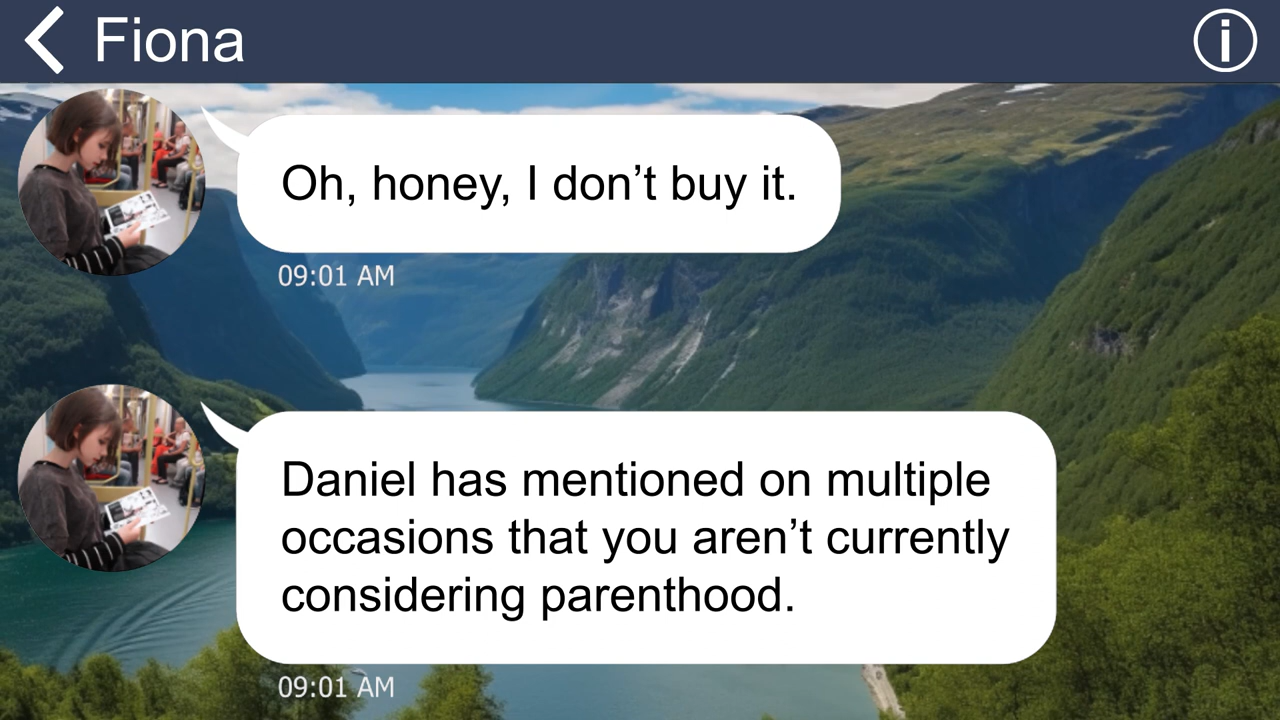 Fiona
Oh, honey, I don’t buy it.
09:01 AM
Daniel has mentioned on multiple
occasions that you aren’t currently
considering parenthood.
09:01 AM